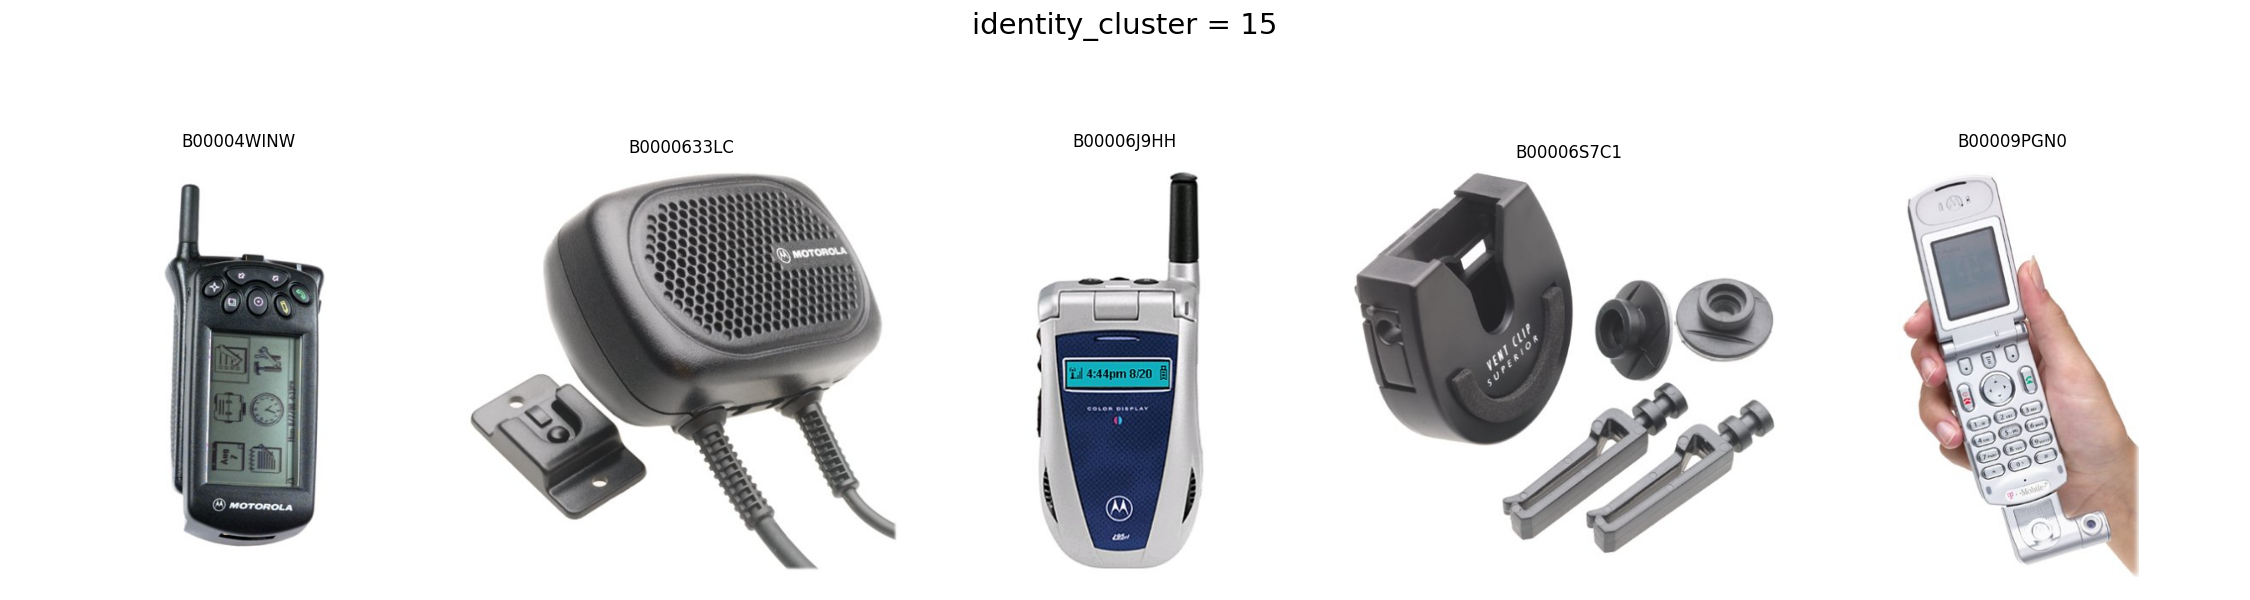 identity_cluster = 15
B00004WINW
B0000633LC
B00006J9HH
B00006S7C1
B00009PGN0
MOTOROLA
MOTOROLA
4:44pm 8/20
COLOR DISPLAY
VENT CLIP
SUPERIOR
T-Mobile